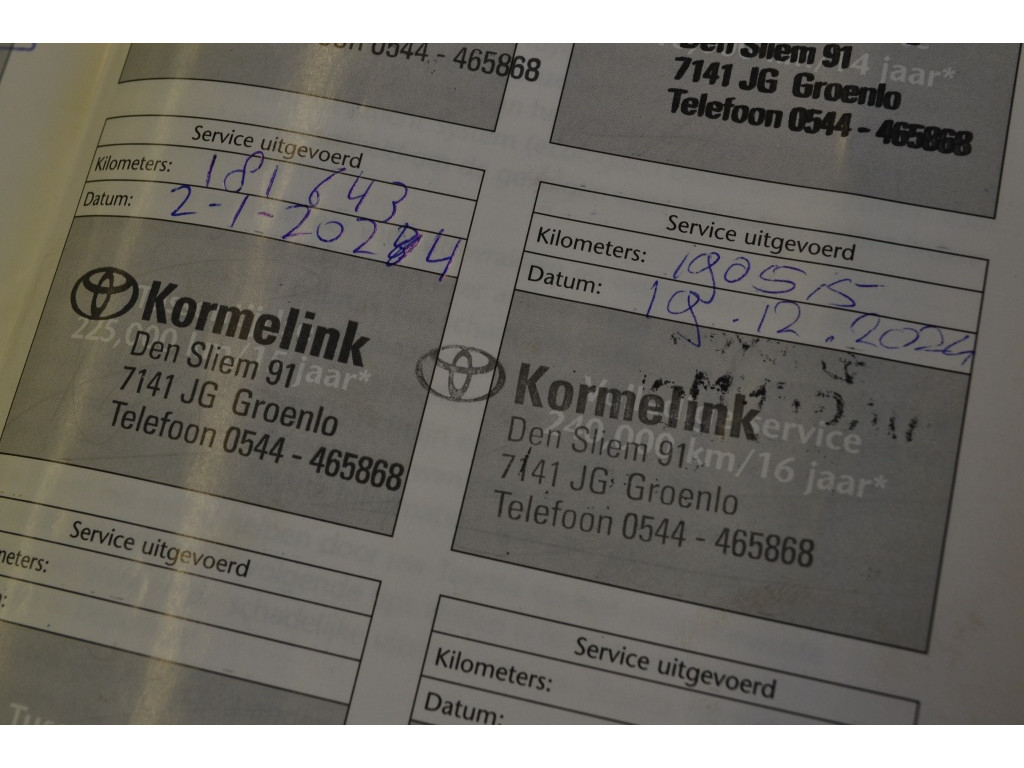 0544 - 465868
Den Sliem 91
14 jaar*
7141 JG Groenlo
Telefoon 0544 - 465868
Service uitgevoerd
Kilometers: 181 643
Datum: 2-1-2024
Kormelink
225,000 km/15 jaar*
Den Sliem 91
7141 JG Groenlo
Telefoon 0544 - 465868
Service uitgevoerd
Kilometers: 190515
Datum: 19.12.2024
Kormelink
service
Den Sliem 91
240,000 km/16 jaar*
7141 JG Groenlo
Telefoon 0544 - 465868
Service uitgevoerd
Service uitgevoerd
Kilometers:
Datum: